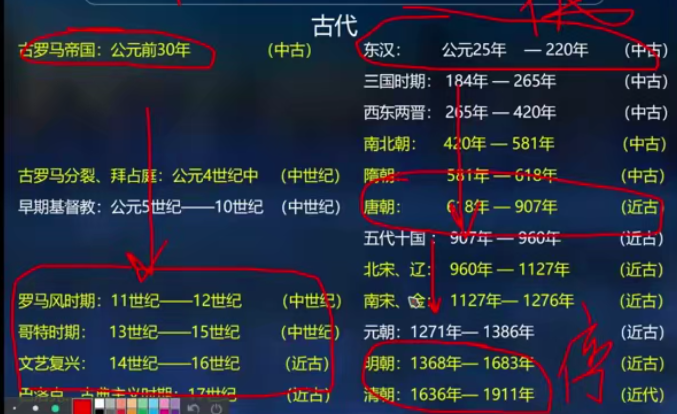 古代
古罗马帝国：公元前30年 （中古）
东汉： 公元25年 — 220年 （中古）
三国时期： 184年 — 265年 （中古）
西东两晋： 265年 — 420年 （中古）
南北朝： 420年 — 581年 （中古）
古罗马分裂、拜占庭：公元4世纪中 （中世纪）
隋朝： 581年 — 618年 （中古）
早期基督教：公元5世纪——10世纪 （中世纪）
唐朝： 618年 — 907年 （近古）
五代十国： 907年 — 960年 （近古）
北宋、辽： 960年 — 1127年 （近古）
罗马风时期：11世纪——12世纪 （中世纪）
南宋、金： 1127年 — 1276年 （近古）
哥特时期： 13世纪——15世纪 （中世纪）
元朝：1271年— 1386年 （近古）
文艺复兴： 14世纪——16世纪 （近古）
明朝：1368年— 1683年 （近古）
巴洛克、古典主义时期：17世纪 （近古）
清朝：1636年— 1911年 （近代）
停